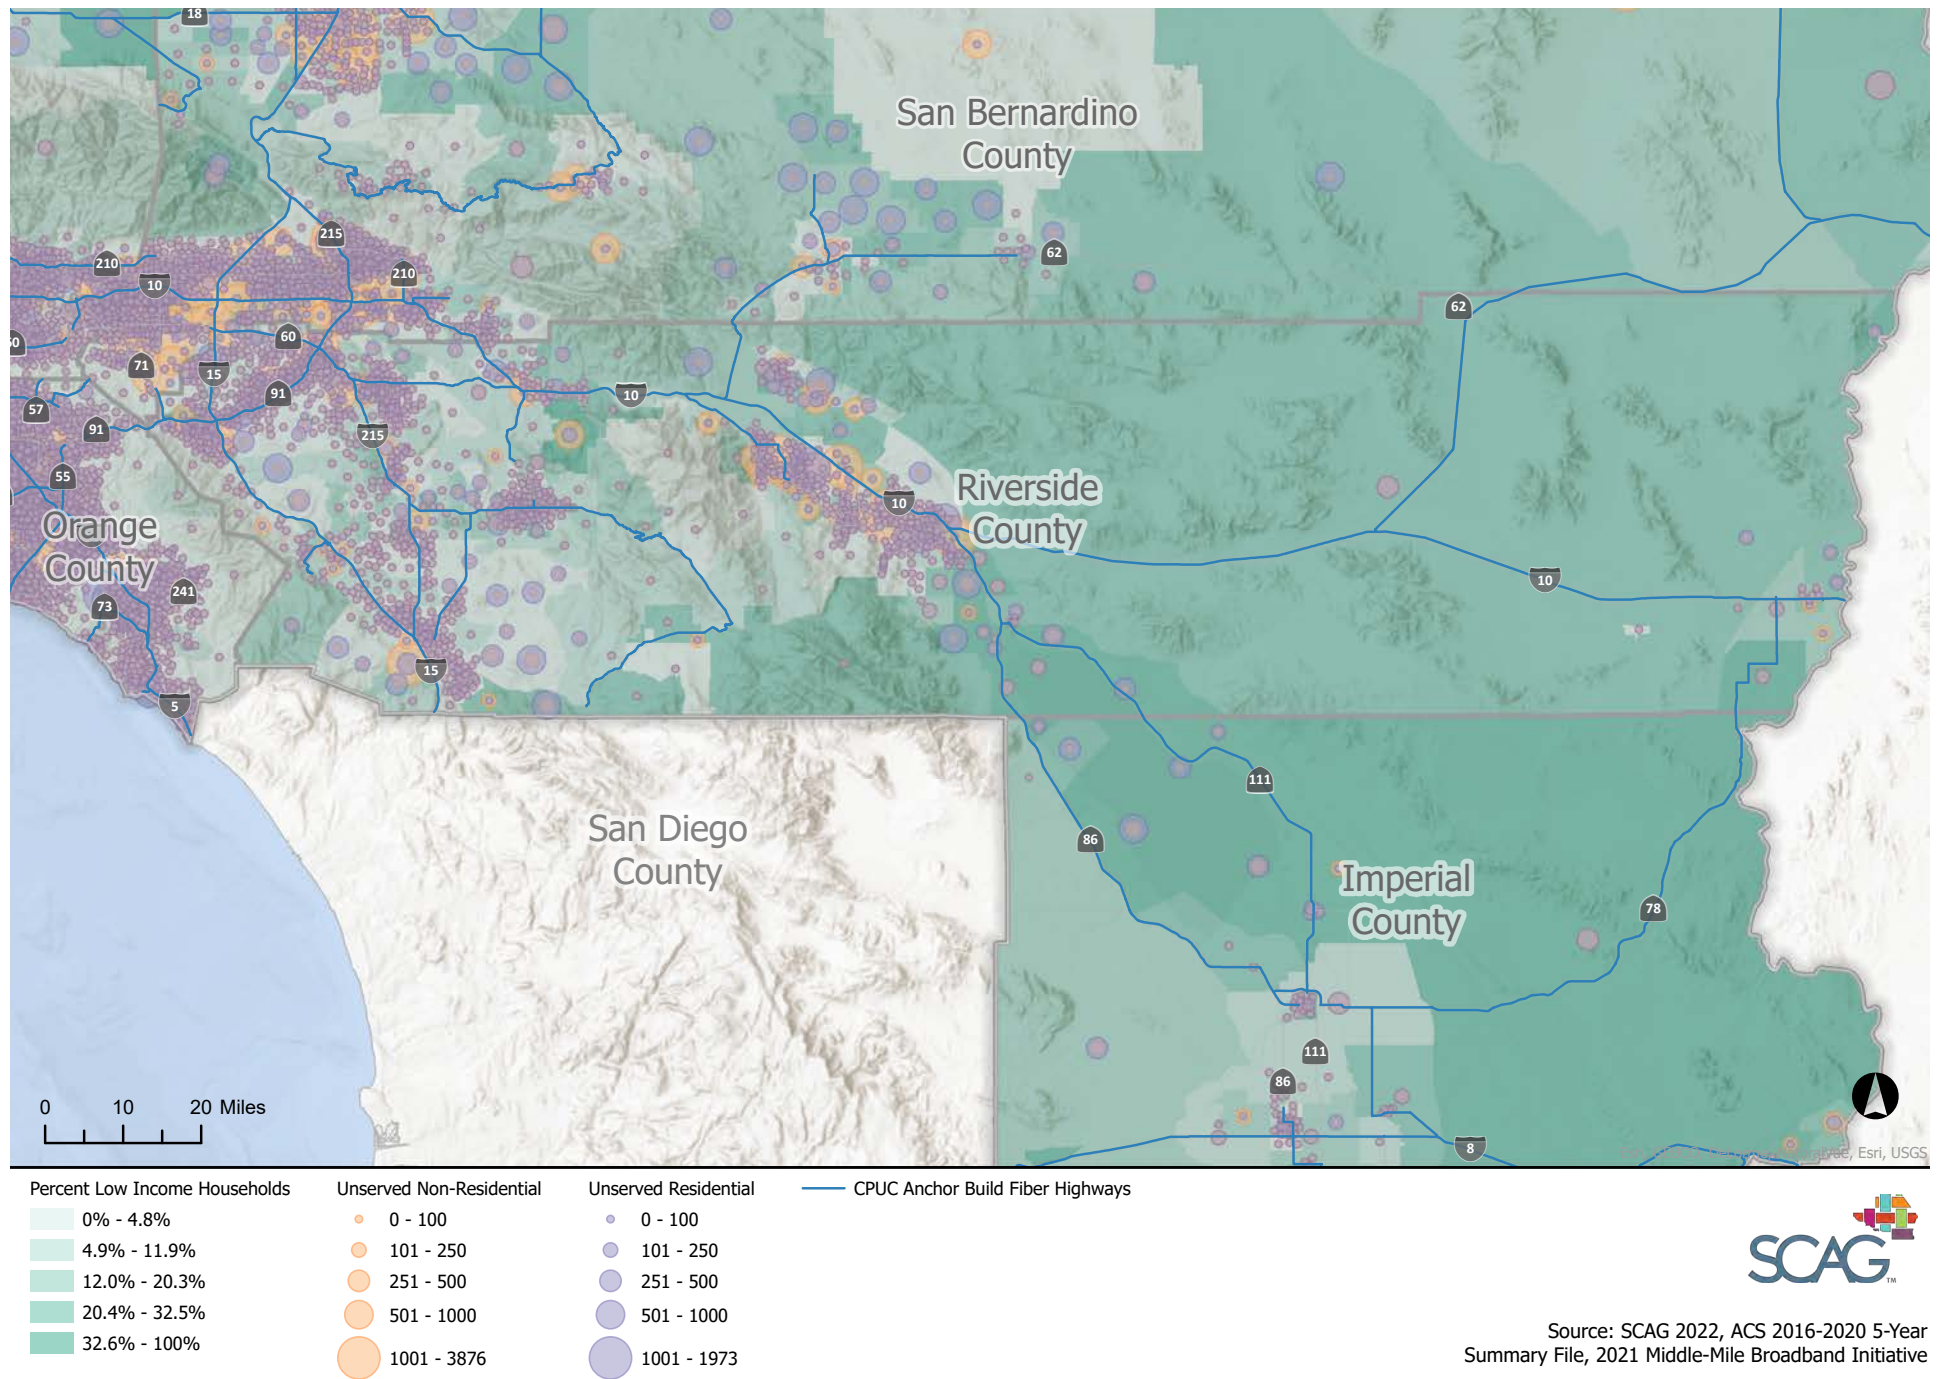 18
San Bernardino
County
215
210
210
10
62
62
60
71
15
91
10
57
91
215
55
10
Riverside
County
Orange
County
10
73
241
15
5
111
San Diego
County
86
Imperial
County
78
111
86
8
0 10 20 Miles
Esri, USGS
Percent Low Income Households
0% - 4.8%
4.9% - 11.9%
12.0% - 20.3%
20.4% - 32.5%
32.6% - 100%
Unserved Non-Residential
0 - 100
101 - 250
251 - 500
501 - 1000
1001 - 3876
Unserved Residential
0 - 100
101 - 250
251 - 500
501 - 1000
1001 - 1973
CPUC Anchor Build Fiber Highways
SCAG™
Source: SCAG 2022, ACS 2016-2020 5-Year
Summary File, 2021 Middle-Mile Broadband Initiative